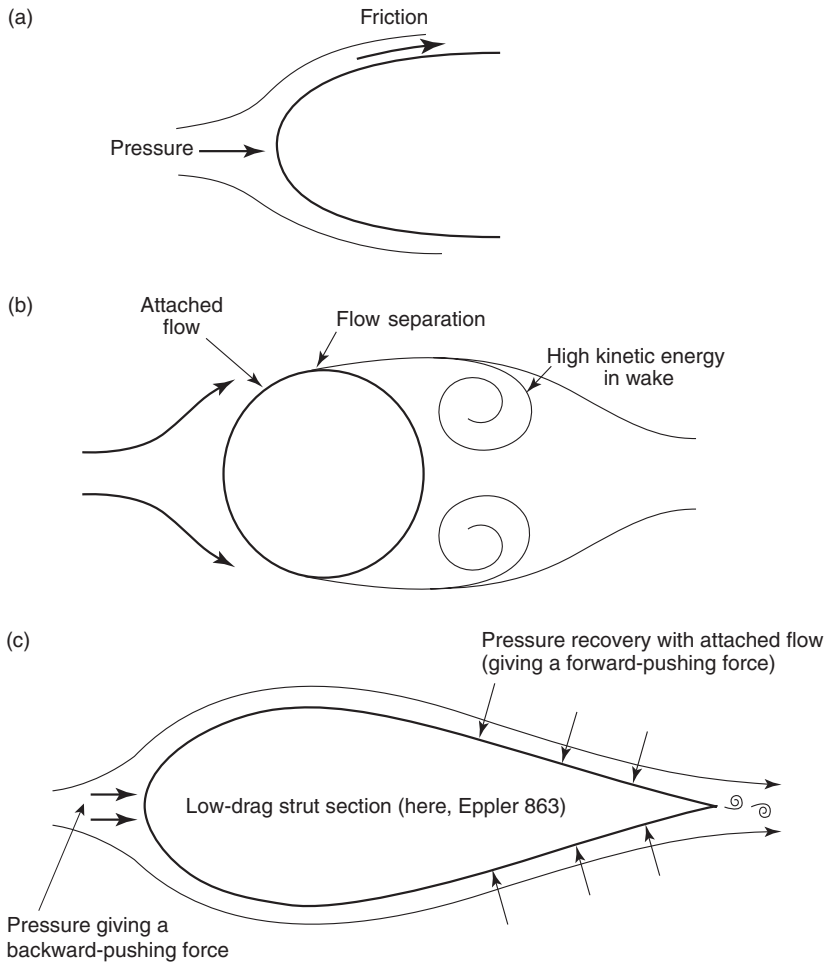 (a)
Friction
Pressure
(b)
Attached
flow
Flow separation
High kinetic energy
in wake
(c)
Pressure recovery with attached flow
(giving a forward-pushing force)
Low-drag strut section (here, Eppler 863)
Pressure giving a
backward-pushing force